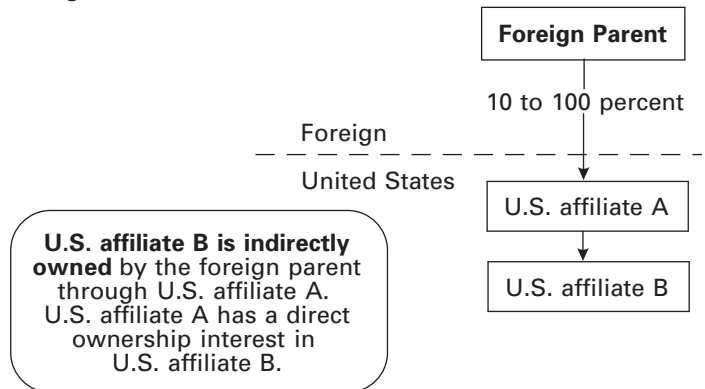 Foreign Parent
10 to 100 percent
Foreign
United States
U.S. affiliate A
U.S. affiliate B
U.S. affiliate B is indirectly
owned by the foreign parent
through U.S. affiliate A.
U.S. affiliate A has a direct
ownership interest in
U.S. affiliate B.